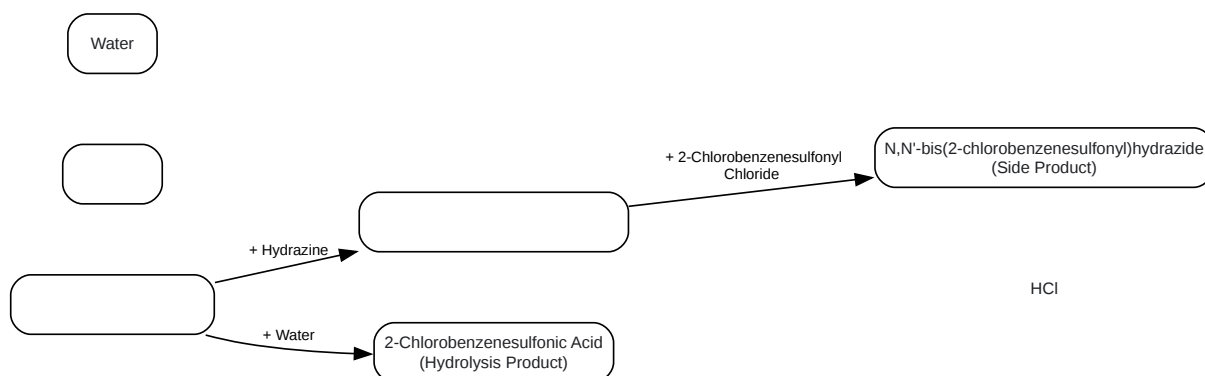 Water
+ 2-Chlorobenzenesulfonyl
Chloride
N,N'-bis(2-chlorobenzenesulfonyl)hydrazide
(Side Product)
+ Hydrazine
HCl
+ Water
2-Chlorobenzenesulfonic Acid
(Hydrolysis Product)